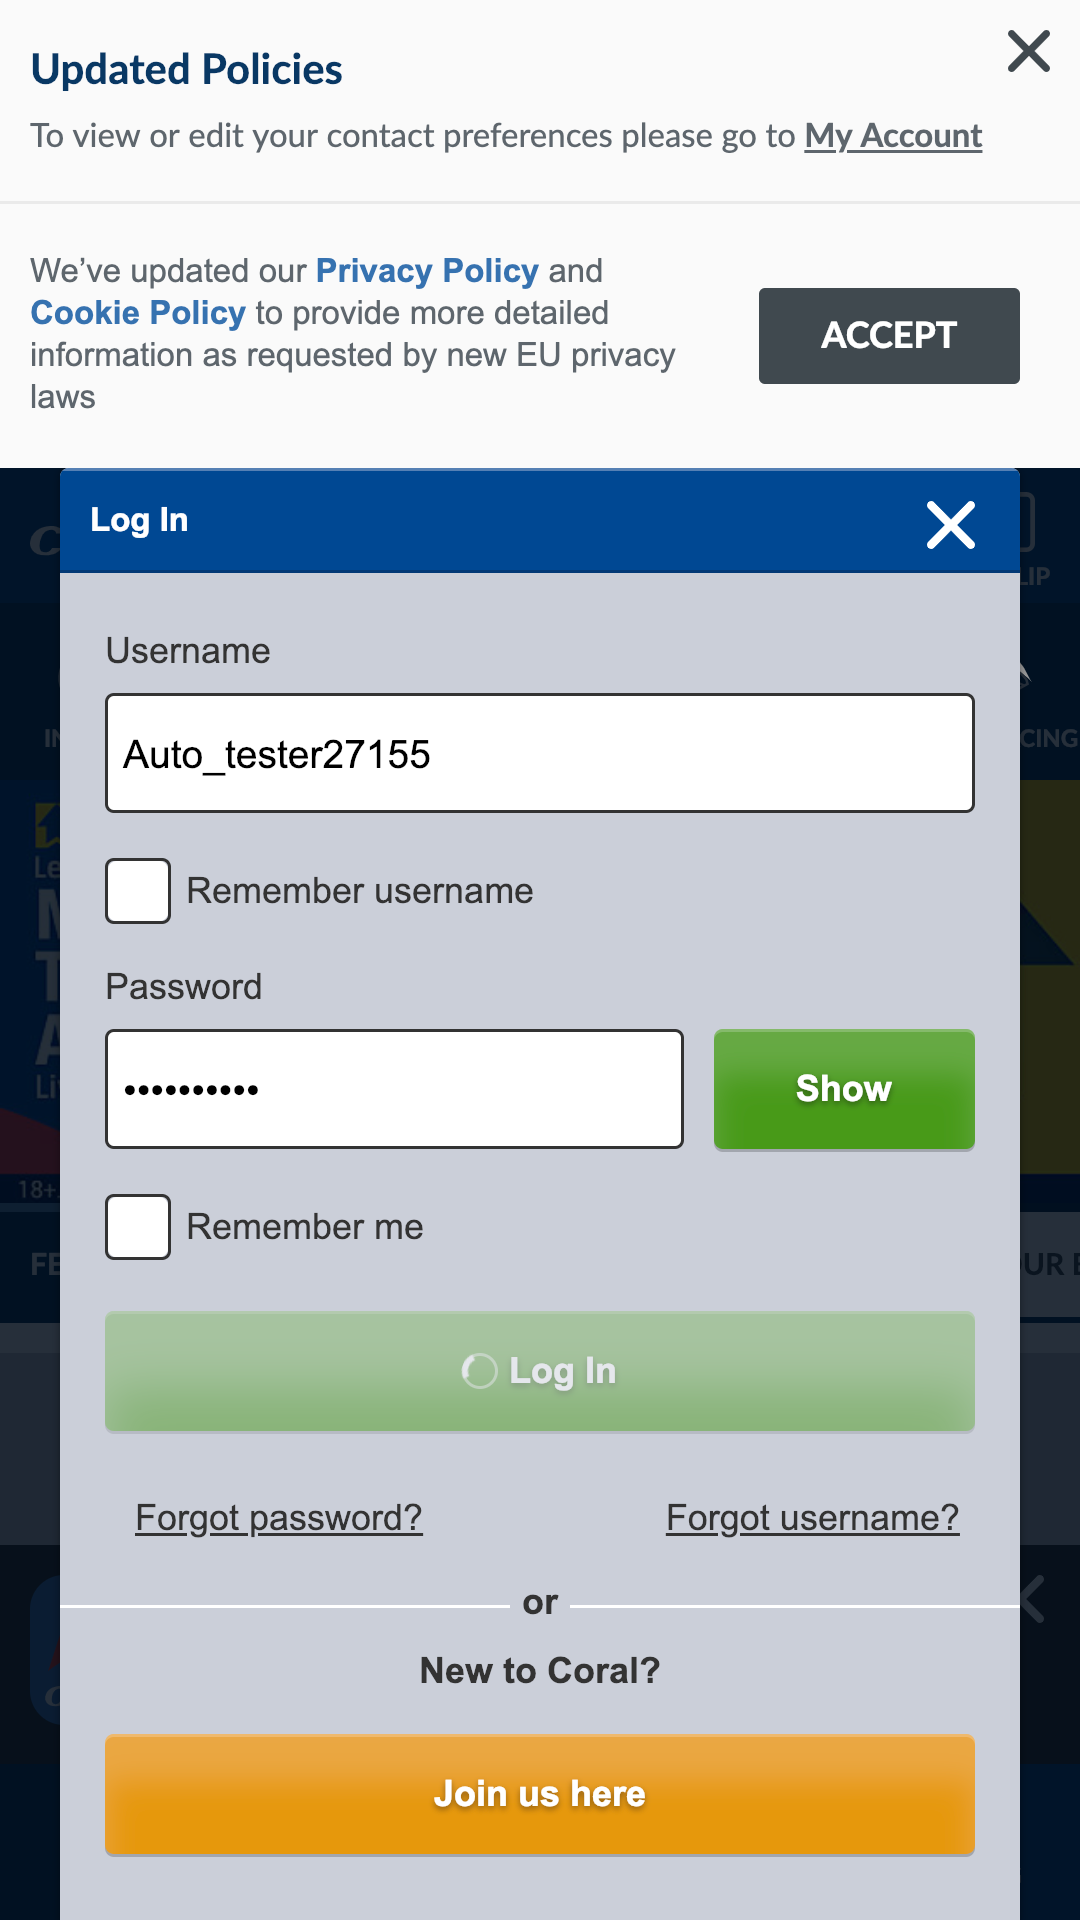 Updated Policies
To view or edit your contact preferences please go to My Account
We’ve updated our Privacy Policy and
Cookie Policy to provide more detailed
information as requested by new EU privacy
laws
ACCEPT
Log In
Username
Auto_tester27155
Remember username
Password
••••••••••
Show
Remember me
18+
Log In
Forgot password?
Forgot username?
or
New to Coral?
Join us here